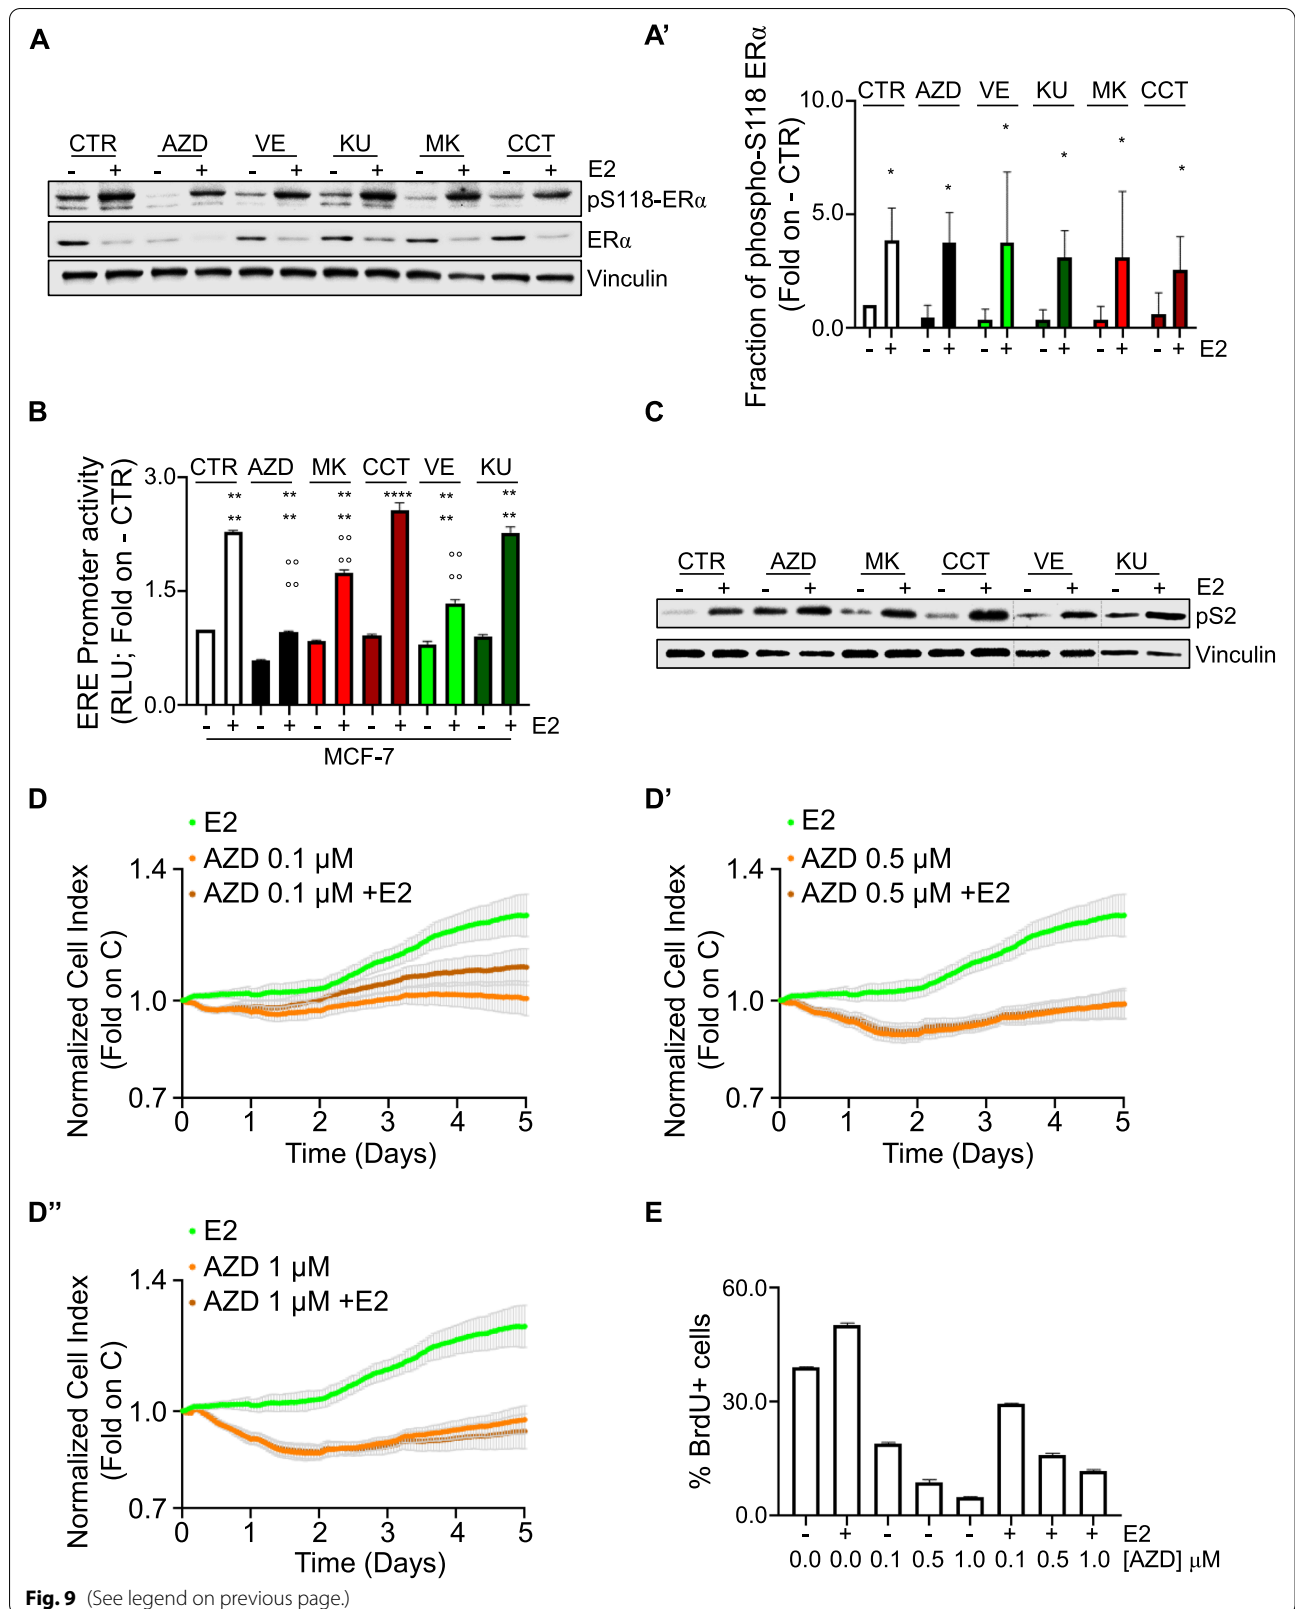 A
CTR AZD VE KU MK CCT
- + - + - + - + - + - + E2
pS118-ERα
ERα
Vinculin
A'
Fraction of phospho-S118 ERα
(Fold on - CTR)
CTR AZD VE KU MK CCT
10.0
5.0
0.0
* * * * * *
- + - + - + - + - + - + E2
B
ERE Promoter activity
(RLU; Fold on - CTR)
CTR AZD MK CCT VE KU
3.0
1.5
0.0
** ** ** **** ** **
** ** ** ** **
°° °° °°
°° °° °°
- + - + - + - + - + - + E2
MCF-7
C
CTR AZD MK CCT VE KU
- + - + - + - + - + - + E2
pS2
Vinculin
D
E2
AZD 0.1 µM
AZD 0.1 µM +E2
Normalized Cell Index
(Fold on C)
1.4
1.0
0.7
0 1 2 3 4 5
Time (Days)
D'
E2
AZD 0.5 µM
AZD 0.5 µM +E2
Normalized Cell Index
(Fold on C)
1.4
1.0
0.7
0 1 2 3 4 5
Time (Days)
D"
E2
AZD 1 µM
AZD 1 µM +E2
Normalized Cell Index
(Fold on C)
1.4
1.0
0.7
0 1 2 3 4 5
Time (Days)
E
% BrdU+ cells
60.0
30.0
0.0
- + - - - + + + E2
0.0 0.0 0.1 0.5 1.0 0.1 0.5 1.0 [AZD] µM
Fig. 9 (See legend on previous page.)